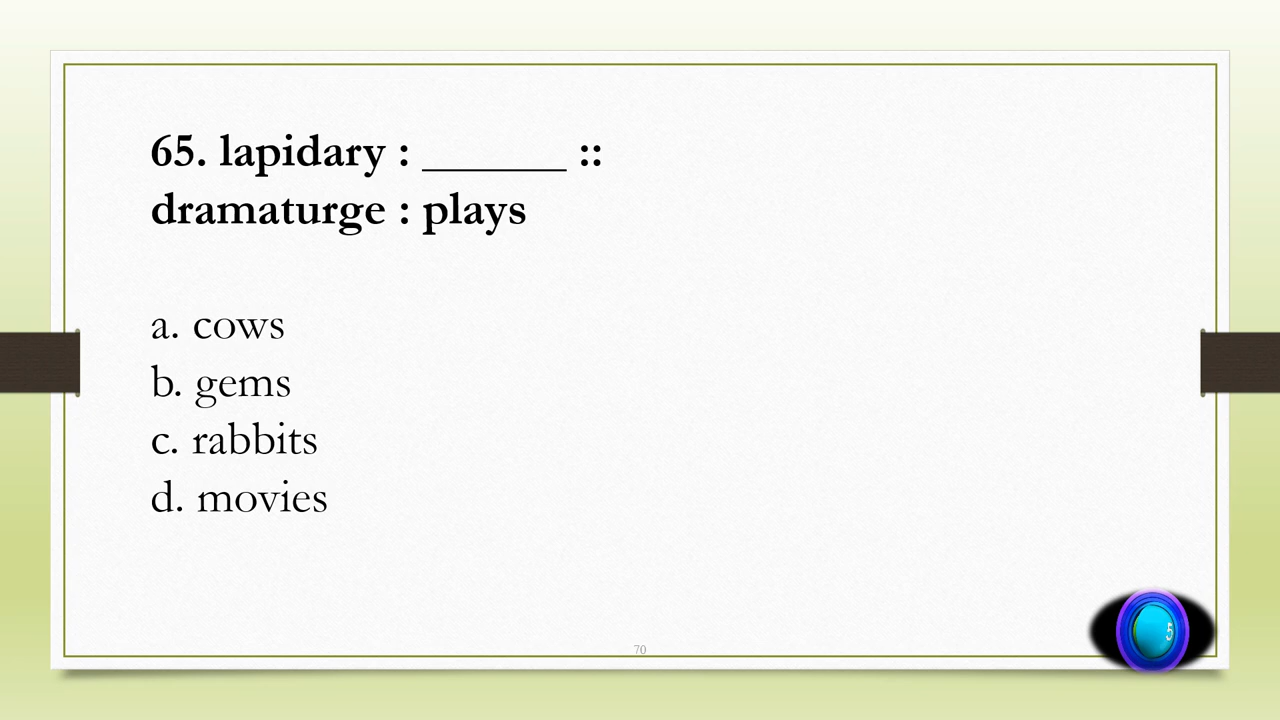 65. lapidary : ______ ::
dramaturge : plays
a. cows
b. gems
c. rabbits
d. movies
5
70